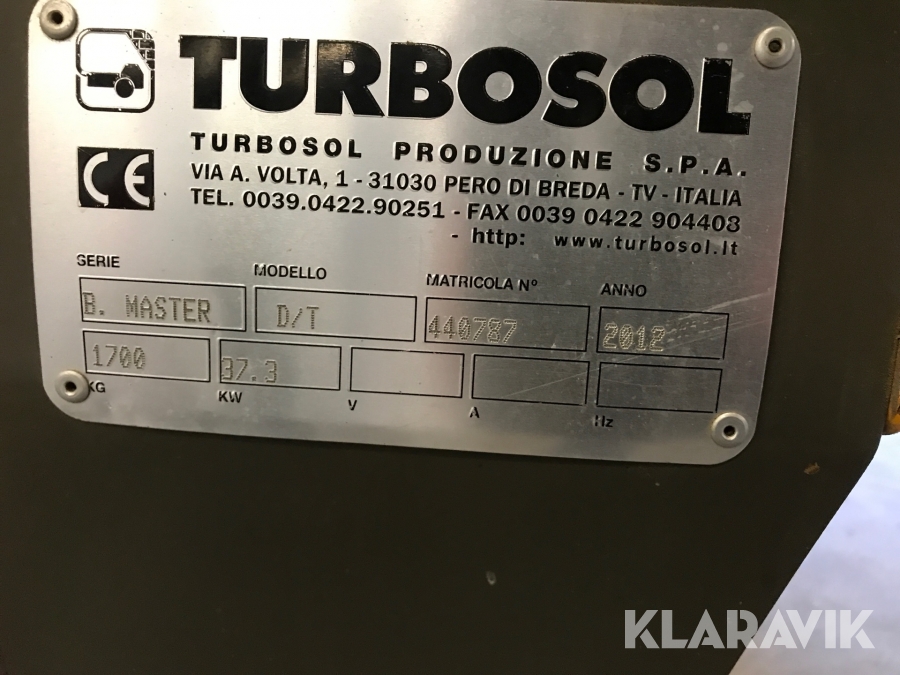 TURBOSOL
TURBOSOL PRODUZIONE S.P.A.
CE
VIA A. VOLTA, 1 - 31030 PERO DI BREDA - TV - ITALIA
TEL. 0039.0422.90251 - FAX 0039 0422 904408
- http: www.turbosol.it
SERIE MODELLO MATRICOLA Nº ANNO
B. MASTER D/T 440787 2012
1700 37.3
KG KW V A Hz
KLARAVIK